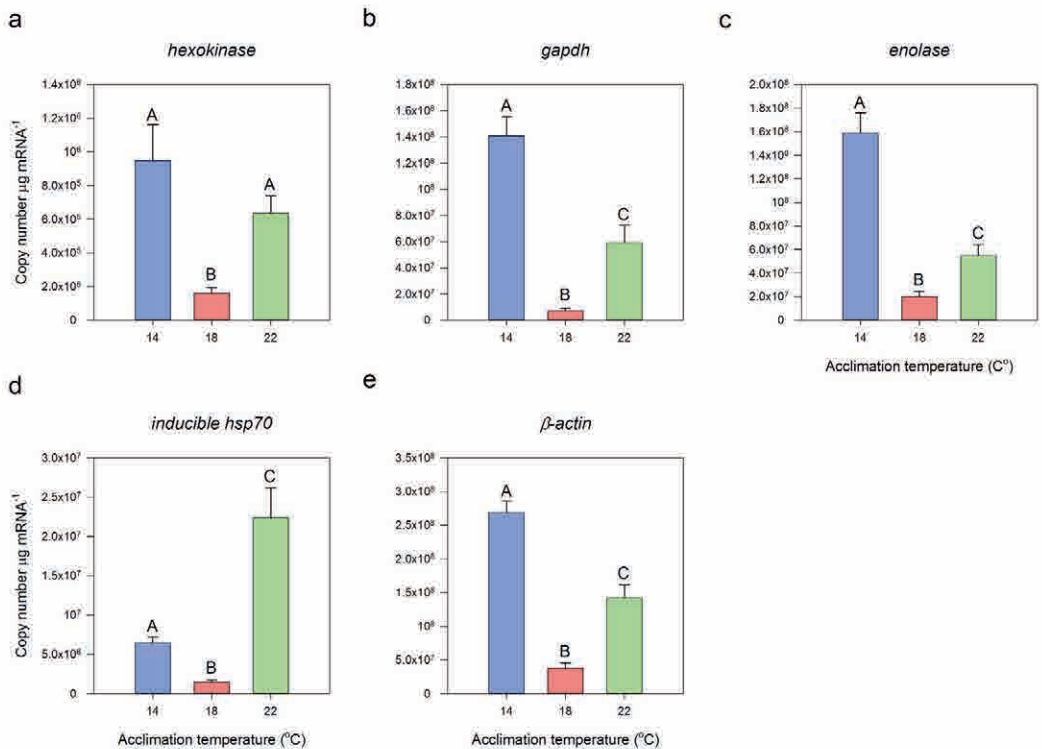 a
hexokinase
Copy number µg mRNA⁻¹
1.4x10⁶
1.2x10⁶
10⁶
8.0x10⁵
6.0x10⁵
4.0x10⁵
2.0x10⁵
0
A
B
A
14 18 22
b
gapdh
1.8x10⁸
1.6x10⁸
1.4x10⁸
1.2x10⁸
10⁸
8.0x10⁷
6.0x10⁷
4.0x10⁷
2.0x10⁷
0
A
B
C
14 18 22
c
enolase
2.0x10⁸
1.8x10⁸
1.6x10⁸
1.4x10⁸
1.2x10⁸
10⁸
8.0x10⁷
6.0x10⁷
4.0x10⁷
2.0x10⁷
0
A
B
C
14 18 22
Acclimation temperature (Cº)
d
inducible hsp70
Copy number µg mRNA⁻¹
3.0x10⁷
2.5x10⁷
2.0x10⁷
1.5x10⁷
10⁷
5.0x10⁶
0
A
B
C
14 18 22
Acclimation temperature (ºC)
e
β-actin
3.5x10⁸
3.0x10⁸
2.5x10⁸
2.0x10⁸
1.5x10⁸
10⁸
5.0x10⁷
0
A
B
C
14 18 22
Acclimation temperature (ºC)